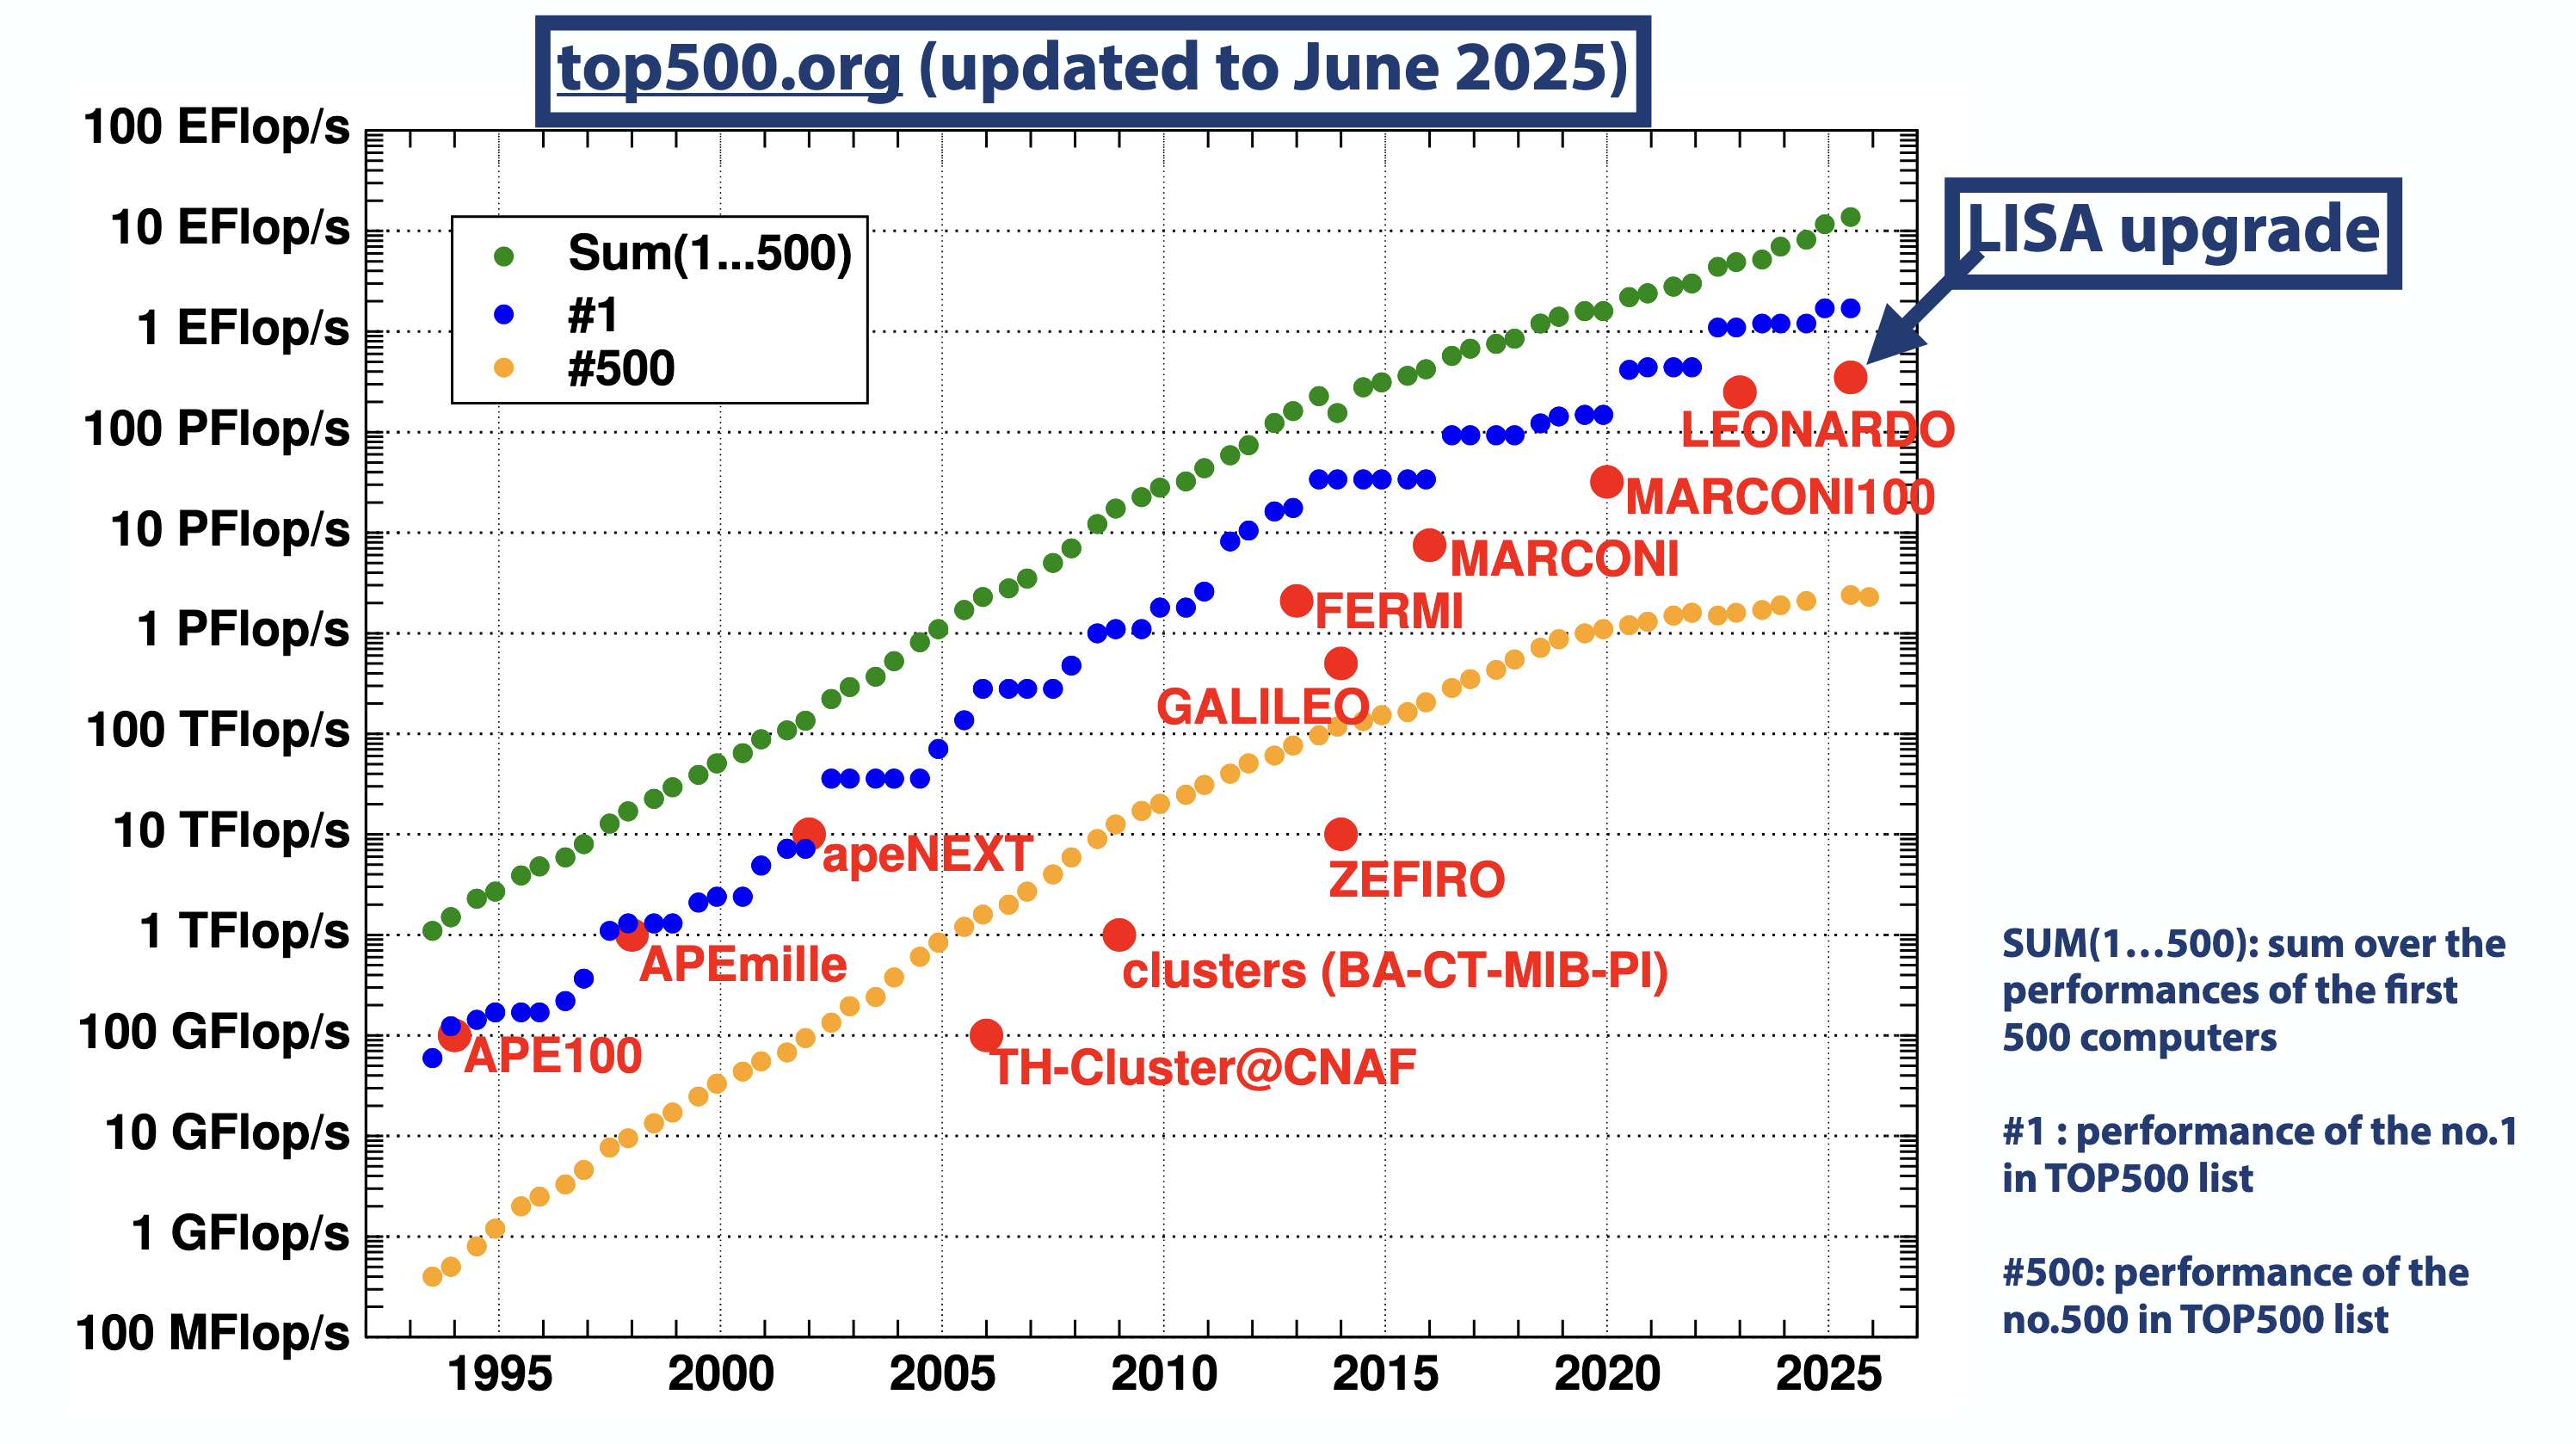 top500.org (updated to June 2025)
100 EFlop/s
10 EFlop/s
1 EFlop/s
100 PFlop/s
10 PFlop/s
1 PFlop/s
100 TFlop/s
10 TFlop/s
1 TFlop/s
100 GFlop/s
10 GFlop/s
1 GFlop/s
100 MFlop/s
Sum(1...500)
#1
#500
LISA upgrade
LEONARDO
MARCONI100
MARCONI
FERMI
GALILEO
apeNEXT
ZEFIRO
APEmille
clusters (BA-CT-MIB-PI)
APE100
TH-Cluster@CNAF
1995
2000
2005
2010
2015
2020
2025
SUM(1…500): sum over the
performances of the first
500 computers
#1 : performance of the no.1
in TOP500 list
#500: performance of the
no.500 in TOP500 list